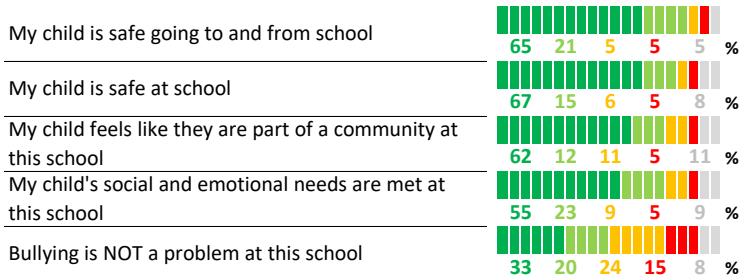 My child is safe going to and from school
65 21 5 5 5 %
My child is safe at school
67 15 6 5 8 %
My child feels like they are part of a community at
this school
62 12 11 5 11 %
My child's social and emotional needs are met at
this school
55 23 9 5 9 %
Bullying is NOT a problem at this school
33 20 24 15 8 %